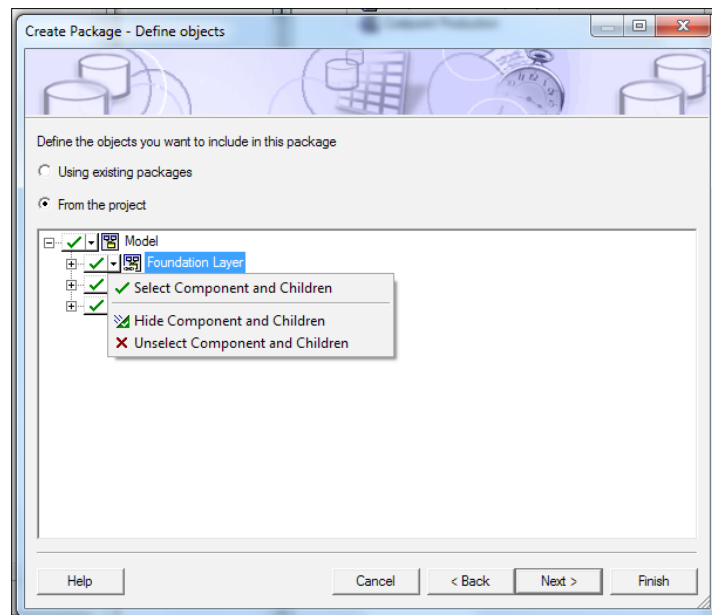 Create Package - Define objects
Define the objects you want to include in this package
Using existing packages
From the project
Model
Foundation Layer
Select Component and Children
Hide Component and Children
Unselect Component and Children
Help
Cancel
< Back
Next >
Finish